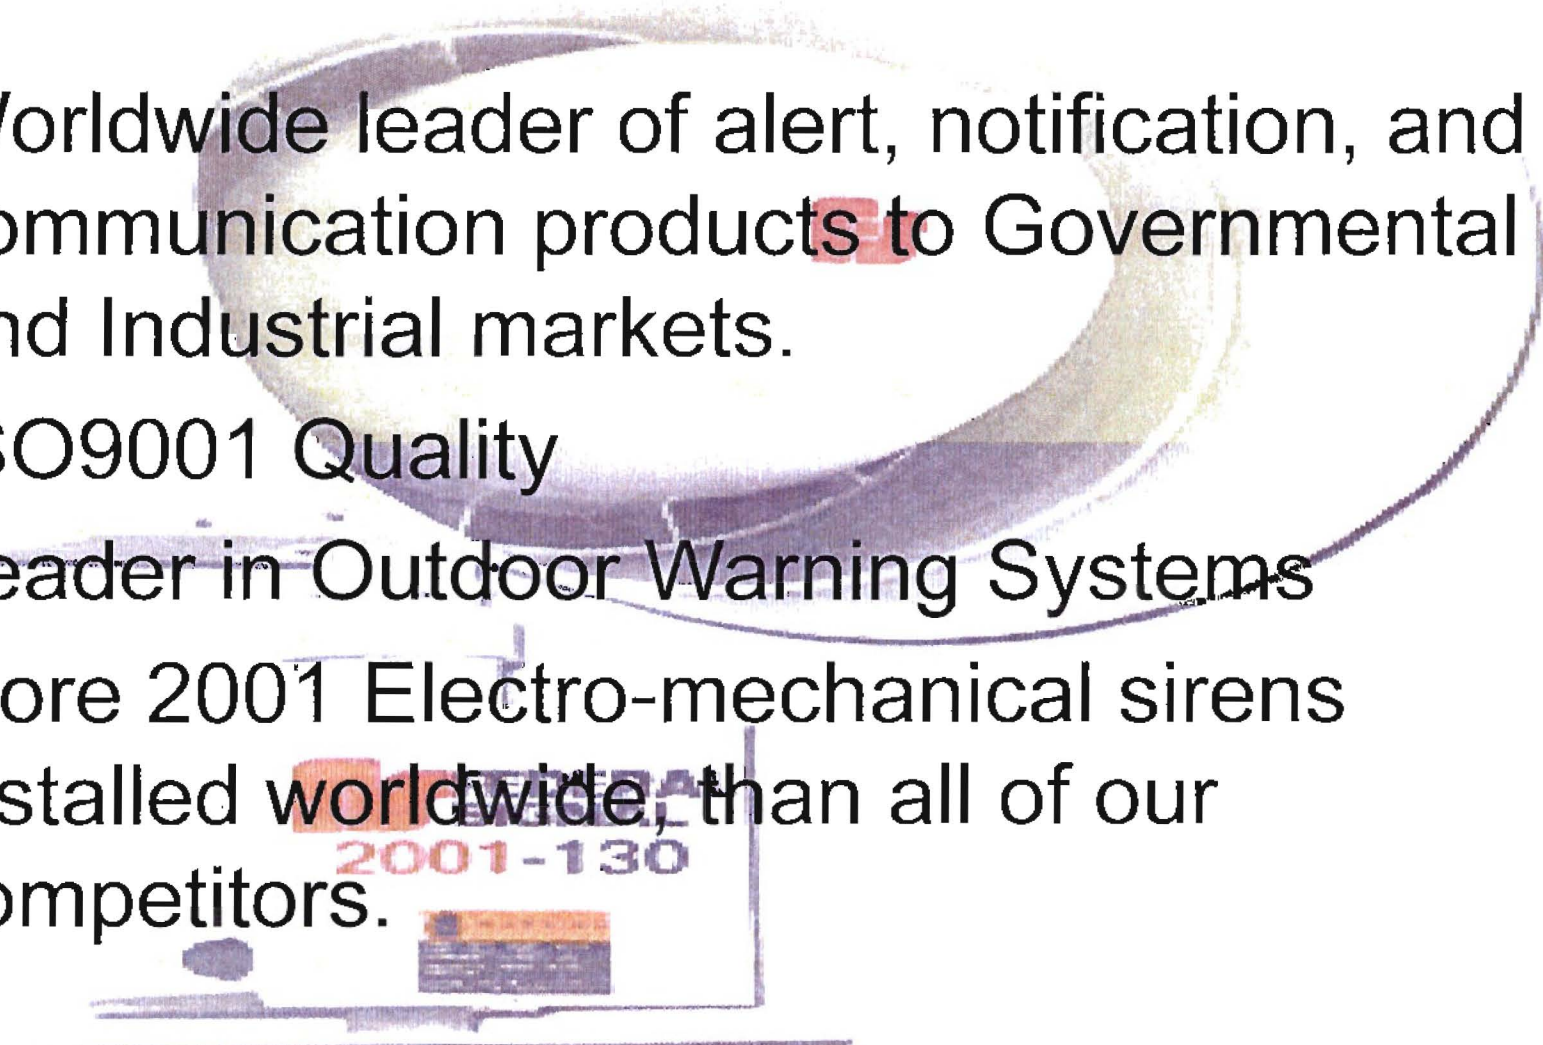 orldwide leader of alert, notification, and
ommunication products to Governmental
nd Industrial markets.
SO9001 Quality
eader in Outdoor Warning Systems
ore 2001 Electro-mechanical sirens
stalled worldwide, than all of our
2001-130
ompetitors.